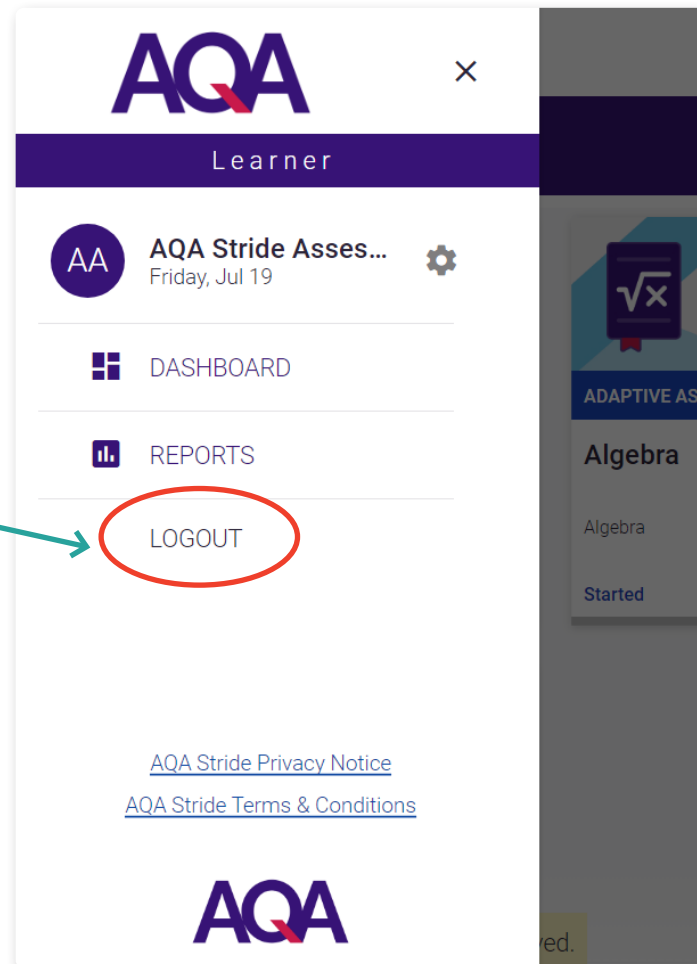 AQA
Learner
AA
AQA Stride Asses...
Friday, Jul 19
DASHBOARD
REPORTS
LOGOUT
AQA Stride Privacy Notice
AQA Stride Terms & Conditions
AQA
√x
ADAPTIVE AS
Algebra
Algebra
Started
ved.